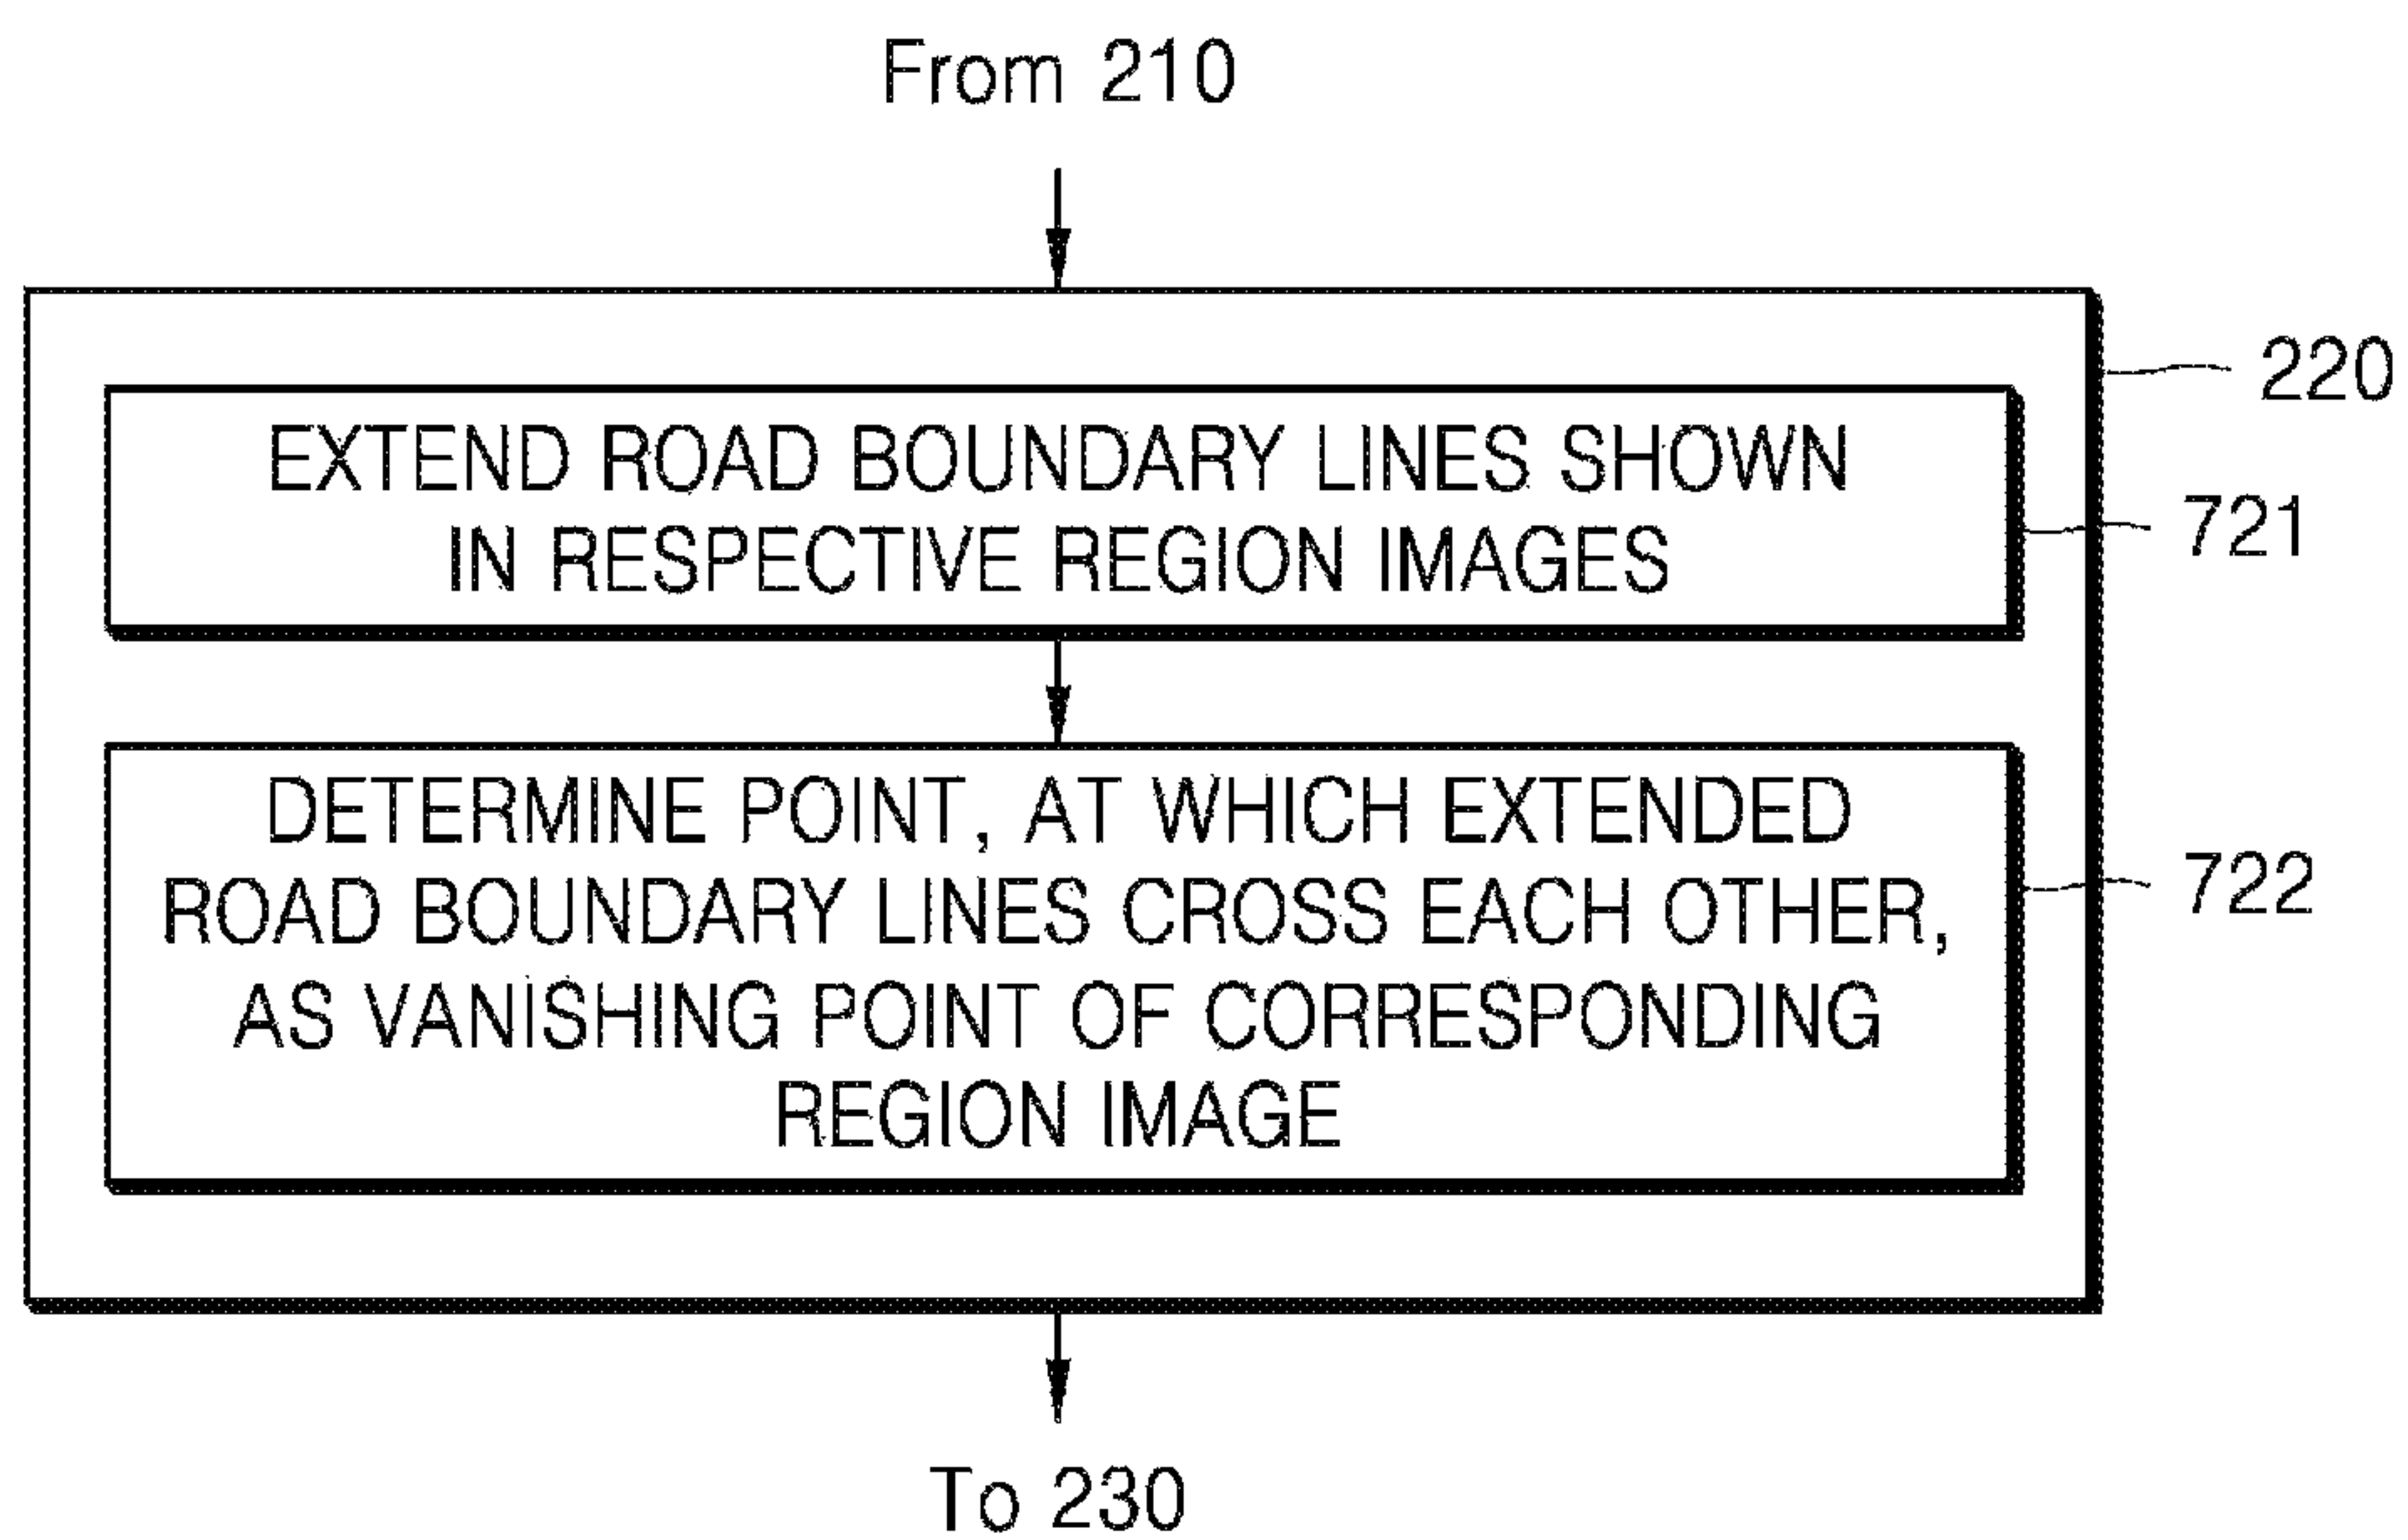 From 210
220
EXTEND ROAD BOUNDARY LINES SHOWN
IN RESPECTIVE REGION IMAGES
721
DETERMINE POINT, AT WHICH EXTENDED
ROAD BOUNDARY LINES CROSS EACH OTHER,
AS VANISHING POINT OF CORRESPONDING
REGION IMAGE
722
To 230